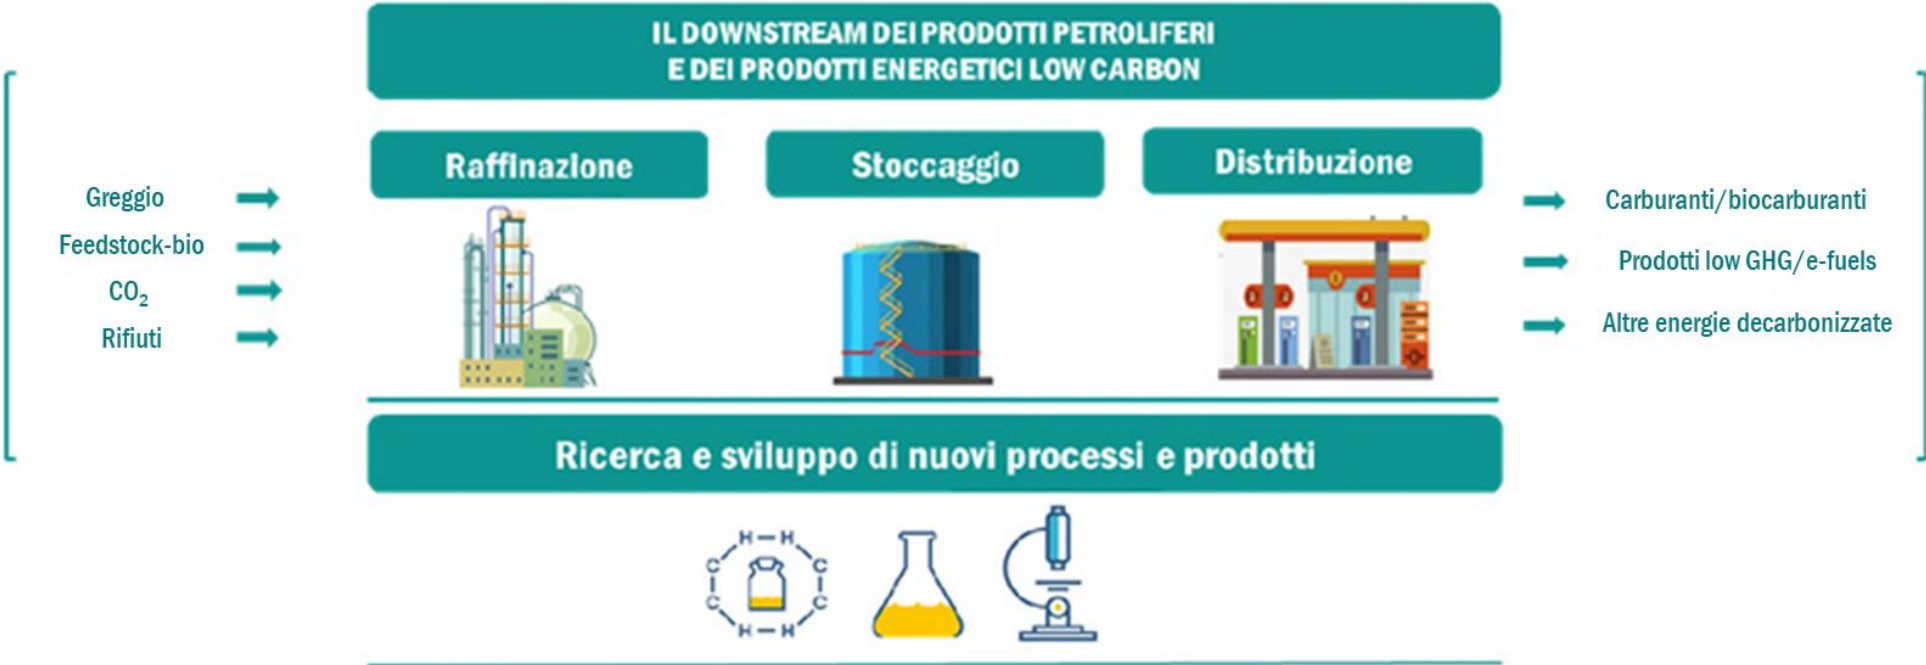 IL DOWNSTREAM DEI PRODOTTI PETROLIFERI
E DEI PRODOTTI ENERGETICI LOW CARBON
Raffinazione
Stoccaggio
Distribuzione
Greggio
Feedstock-bio
CO₂
Rifiuti
Carburanti/biocarburanti
Prodotti low GHG/e-fuels
Altre energie decarbonizzate
Ricerca e sviluppo di nuovi processi e prodotti
H H
C C
C C
H H